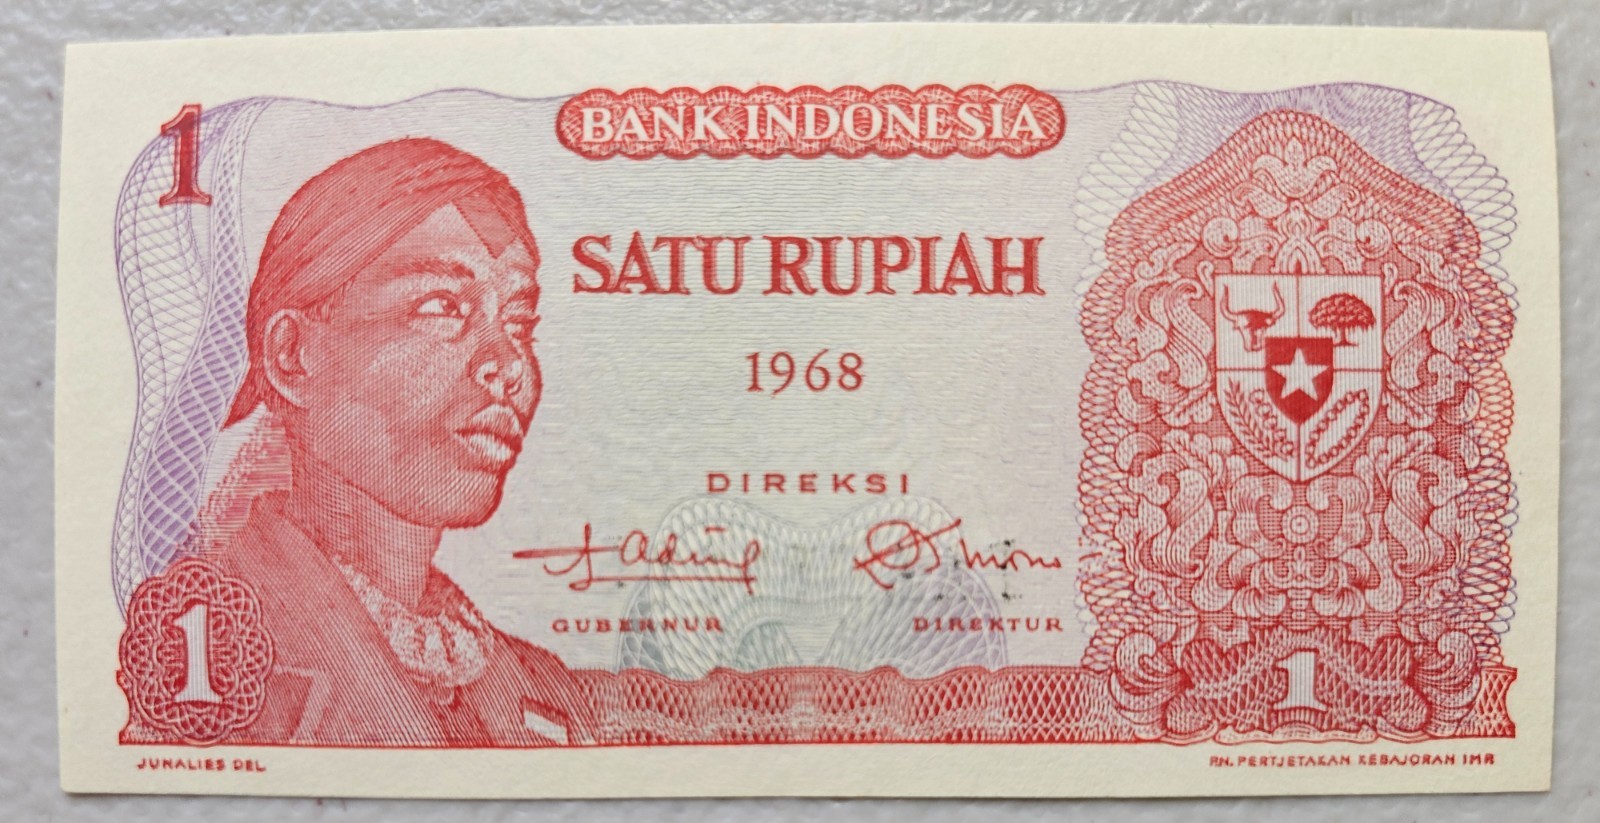 1
BANK INDONESIA
SATU RUPIAH
1968
DIREKSI
GUBERNUR DIREKTUR
1
1
JUNALIES DEL PN. PERTJETAKAN KEBAJORAN IMR